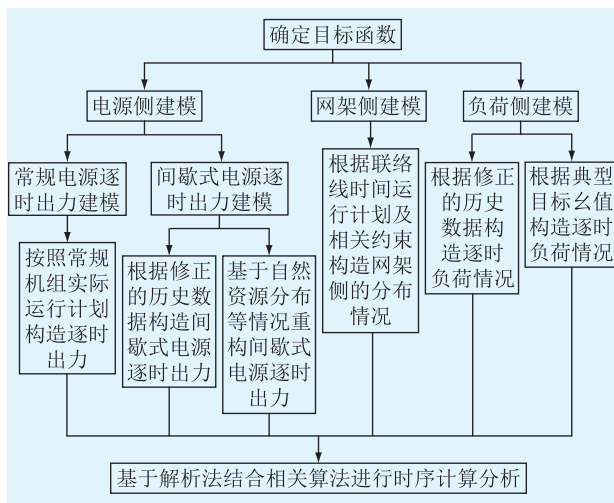 确定目标函数
电源侧建模
网架侧建模
负荷侧建模
常规电源逐
时出力建模
间歇式电源逐
时出力建模
根据联络
线时间运
行计划及
相关约束
构造网架
侧的分布
情况
根据修正
的历史
数据构
造逐时
负荷情况
根据典型
目标幺值
构造逐时
负荷情况
按照常规
机组实际
运行计划
构造逐时
出力
根据修正
的历史数
据构造间
歇式电源
逐时出力
基于自然
资源分布
等情况重
构间歇式
电源逐时
出力
基于解析法结合相关算法进行时序计算分析